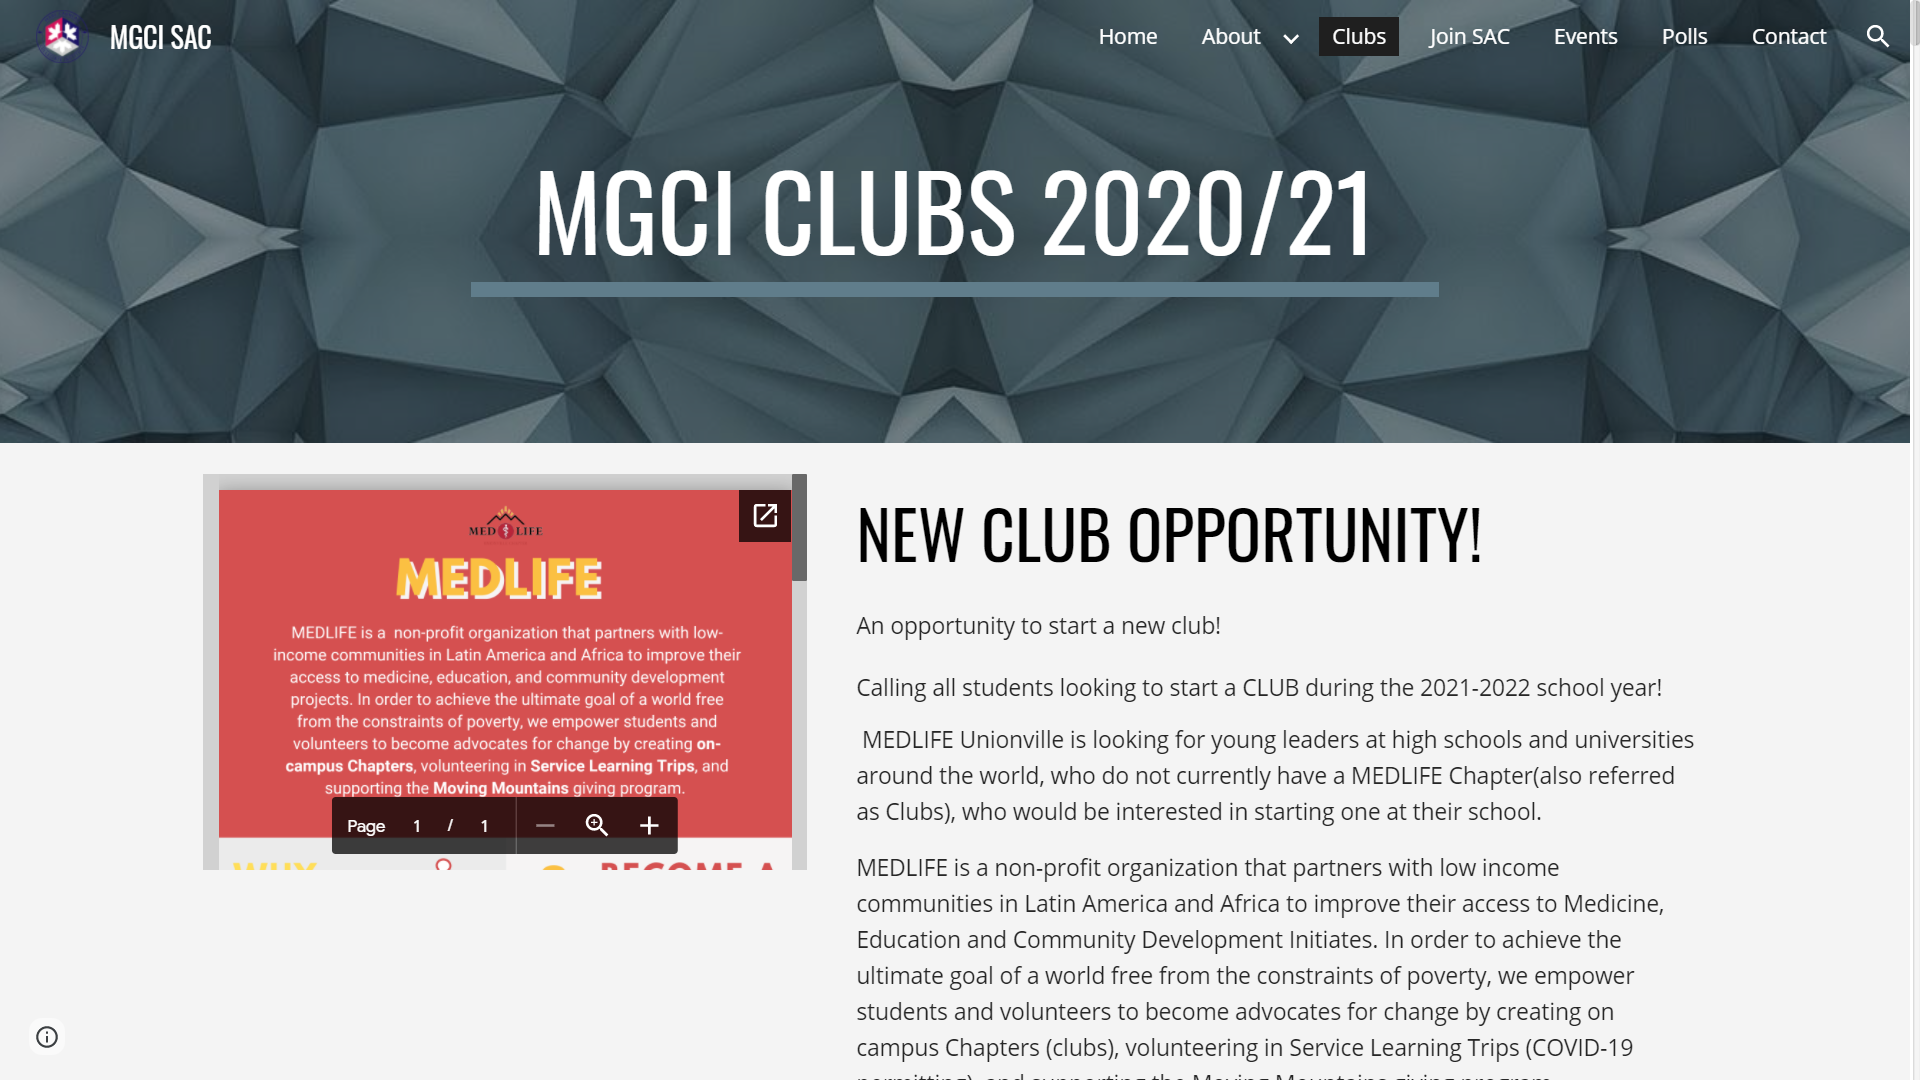 MGCI SAC
Home
About
Clubs
Join SAC
Events
Polls
Contact
MGCI CLUBS 2020/21
MED LIFE
MEDLIFE
MEDLIFE is a non-profit organization that partners with low-
income communities in Latin America and Africa to improve their
access to medicine, education, and community development
projects. In order to achieve the ultimate goal of a world free
from the constraints of poverty, we empower students and
volunteers to become advocates for change by creating on-
campus Chapters, volunteering in Service Learning Trips, and
supporting the Moving Mountains giving program.
Page 1 / 1
WHY
BECOME A
NEW CLUB OPPORTUNITY!
An opportunity to start a new club!
Calling all students looking to start a CLUB during the 2021-2022 school year!
MEDLIFE Unionville is looking for young leaders at high schools and universities
around the world, who do not currently have a MEDLIFE Chapter(also referred
as Clubs), who would be interested in starting one at their school.
MEDLIFE is a non-profit organization that partners with low income
communities in Latin America and Africa to improve their access to Medicine,
Education and Community Development Initiates. In order to achieve the
ultimate goal of a world free from the constraints of poverty, we empower
students and volunteers to become advocates for change by creating on
campus Chapters (clubs), volunteering in Service Learning Trips (COVID-19
permitting), and supporting the Moving Mountains giving program.